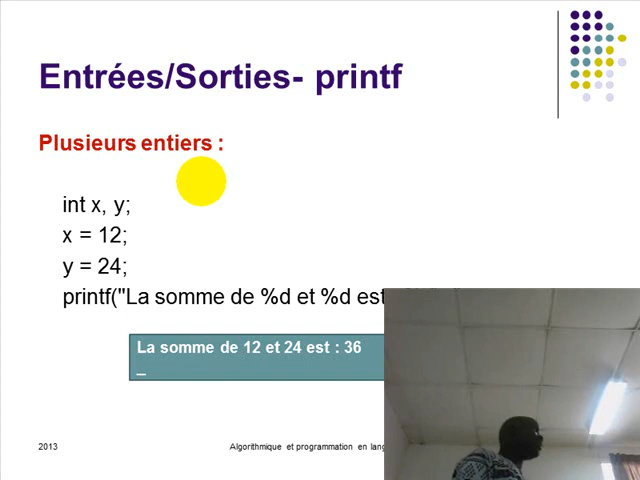 Entrées/Sorties- printf
Plusieurs entiers :
int x, y;
x = 12;
y = 24;
printf("La somme de %d et %d est
La somme de 12 et 24 est : 36
_
2013
Algorithmique et programmation en lang